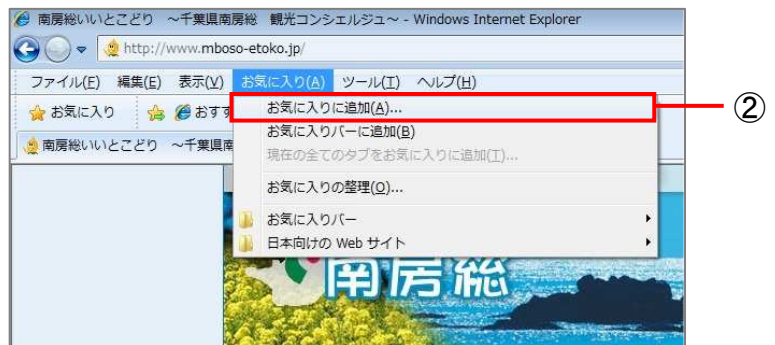 南房総いいとこどり ～千葉県南房総 観光コンシェルジュ～ - Windows Internet Explorer
http://www.mboso-etoko.jp/
ファイル(F) 編集(E) 表示(V) お気に入り(A) ツール(T) ヘルプ(H)
お気に入り おすす
お気に入りに追加(A)...
②
お気に入りバーに追加(B)
南房総いいとこどり ～千葉県南
現在の全てのタブをお気に入りに追加(T)...
お気に入りの整理(O)...
お気に入りバー
日本向けの Web サイト
南房総